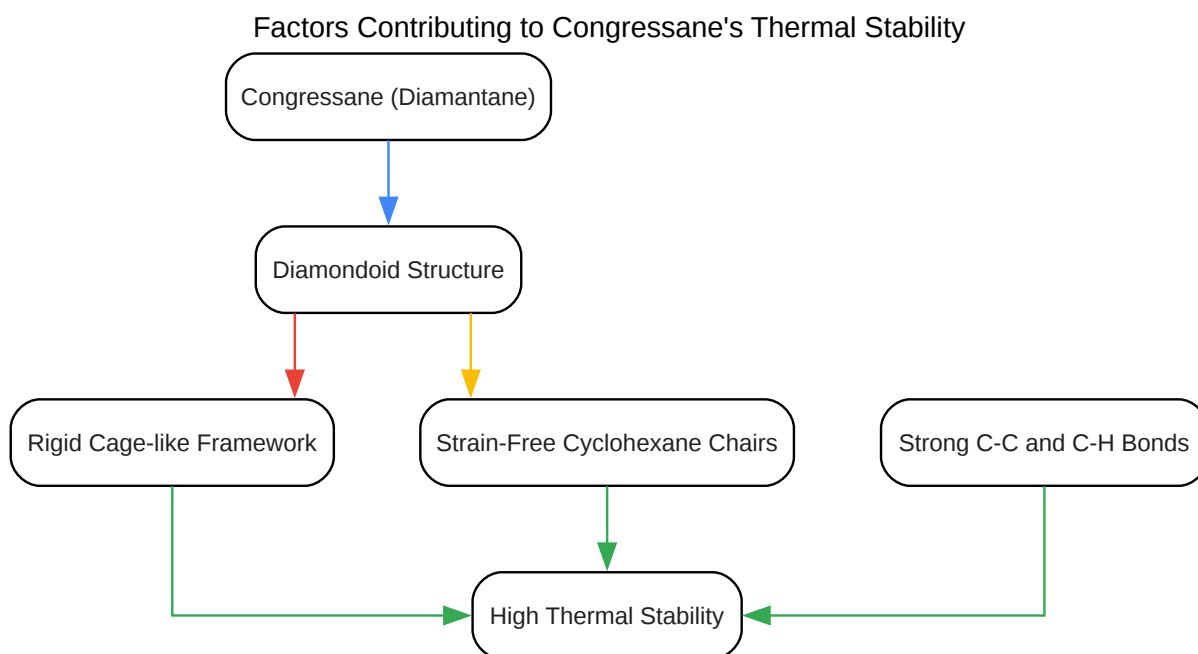 Factors Contributing to Congressane's Thermal Stability
Congressane (Diamantane)
Diamondoid Structure
Rigid Cage-like Framework
Strain-Free Cyclohexane Chairs
Strong C-C and C-H Bonds
High Thermal Stability